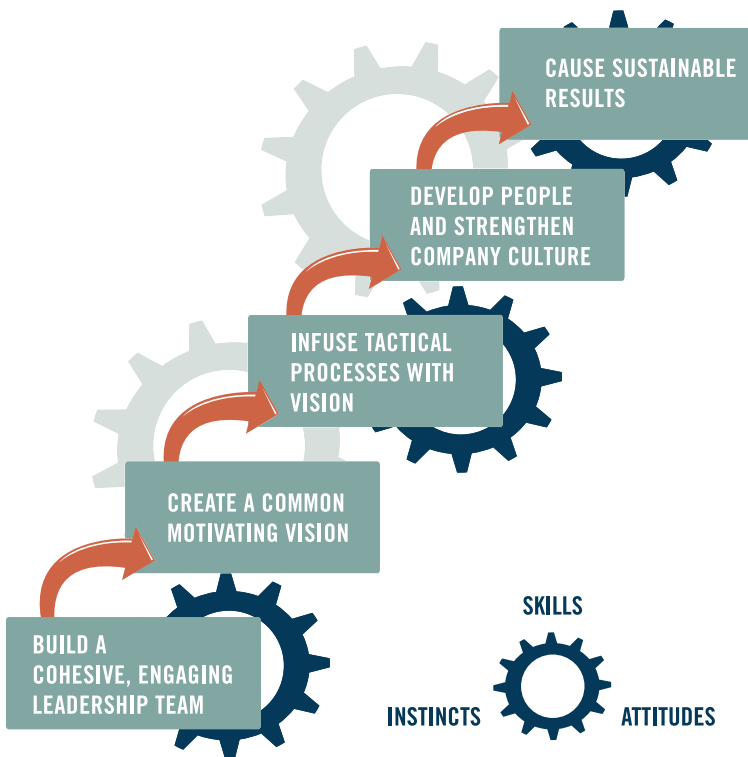 CAUSE SUSTAINABLE
RESULTS
DEVELOP PEOPLE
AND STRENGTHEN
COMPANY CULTURE
INFUSE TACTICAL
PROCESSES WITH
VISION
CREATE A COMMON
MOTIVATING VISION
BUILD A
COHESIVE, ENGAGING
LEADERSHIP TEAM
SKILLS
INSTINCTS
ATTITUDES